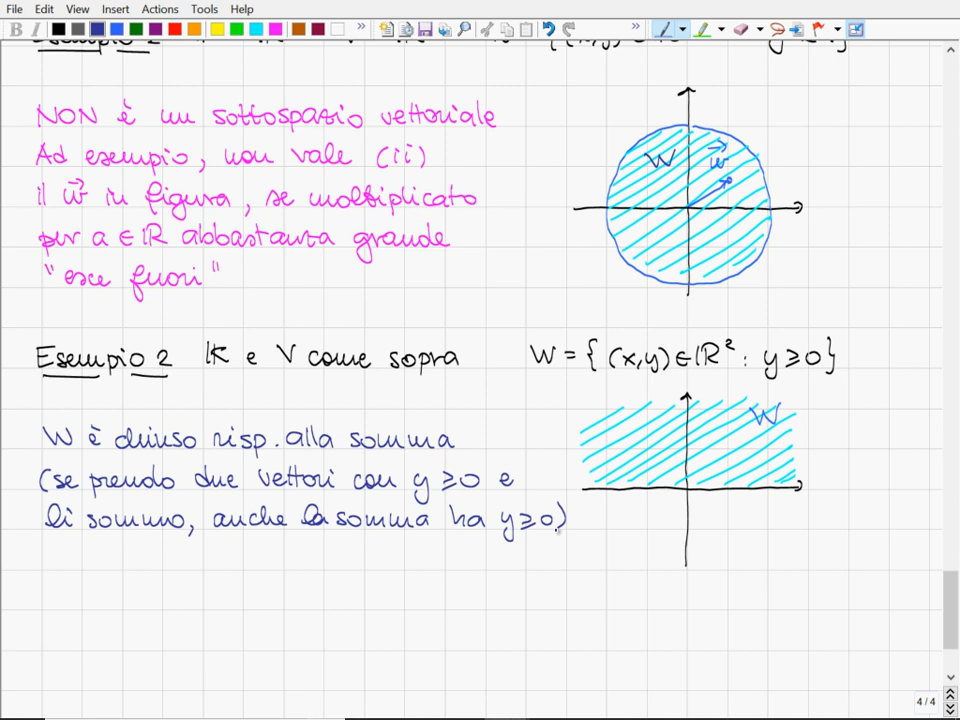 File Edit View Insert Actions Tools Help
B
NON è un sottospazio vettoriale
Ad esempio, non vale (ii)
il w⃗ in figura, se moltiplicato
per a ∈ ℝ abbastanza grande
"esce fuori"
W
w⃗
Esempio 2 𝕂 e V come sopra W = { (x,y) ∈ ℝ² : y ≥ 0 }
W è chiuso risp. alla somma
(se prendo due vettori con y ≥ 0 e
li sommo, anche la somma ha y ≥ 0)
W
4 / 4